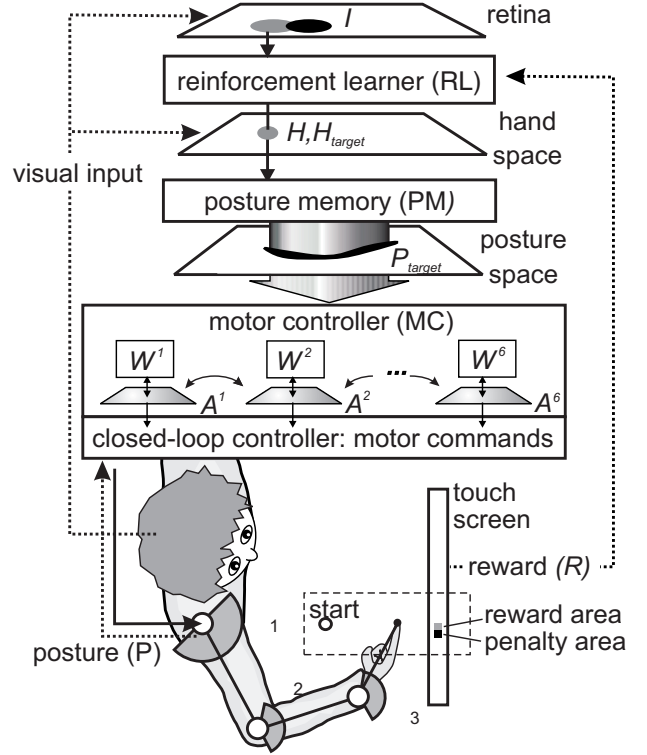 I
retina
reinforcement learner (RL)
H,H_target
hand
space
visual input
posture memory (PM)
posture
P_target
space
motor controller (MC)
W^1
W^2
...
W^6
A^1
A^2
A^6
closed-loop controller: motor commands
touch
screen
reward (R)
start
reward area
1
penalty area
posture (P)
2
3